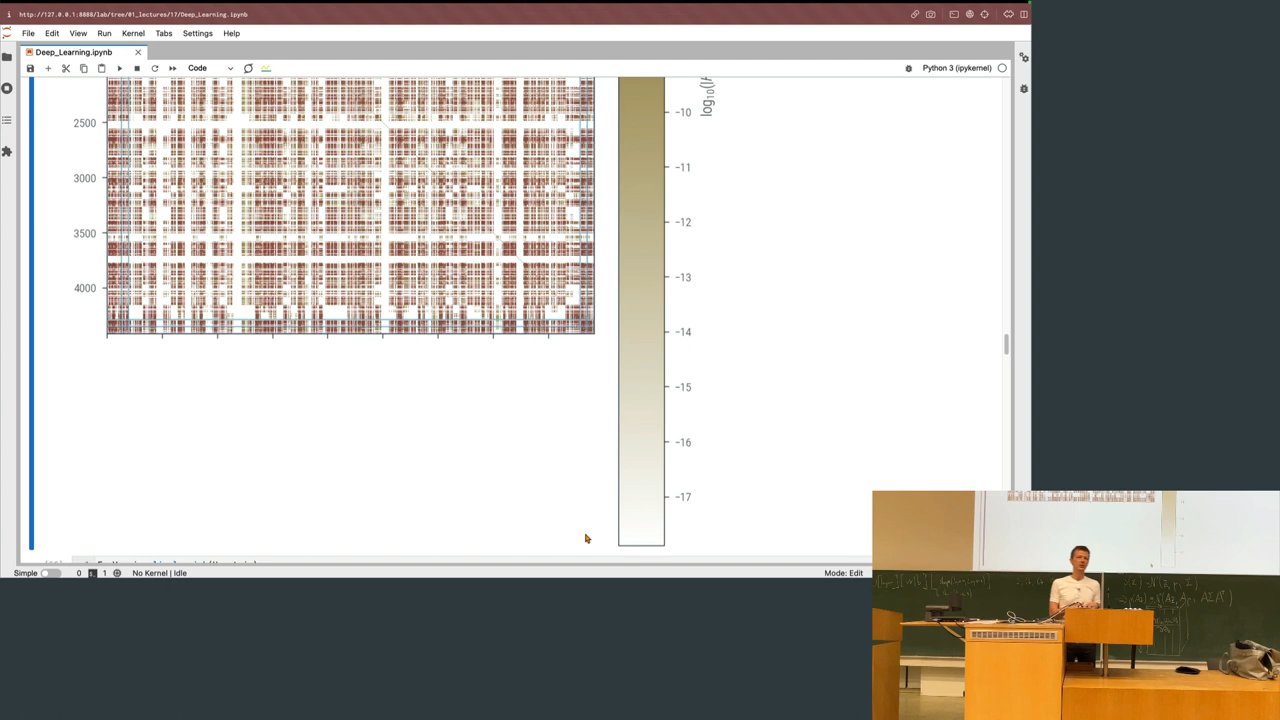 http://127.0.0.1:8888/lab/tree/01_lectures/17/Deep_Learning.ipynb
File Edit View Run Kernel Tabs Settings Help
Deep_Learning.ipynb
Code
Python 3 (ipykernel)
2500
3000
3500
4000
-10
-11
-12
-13
-14
-15
-16
-17
log10(
Simple 0 1 No Kernel | Idle
Mode: Edit